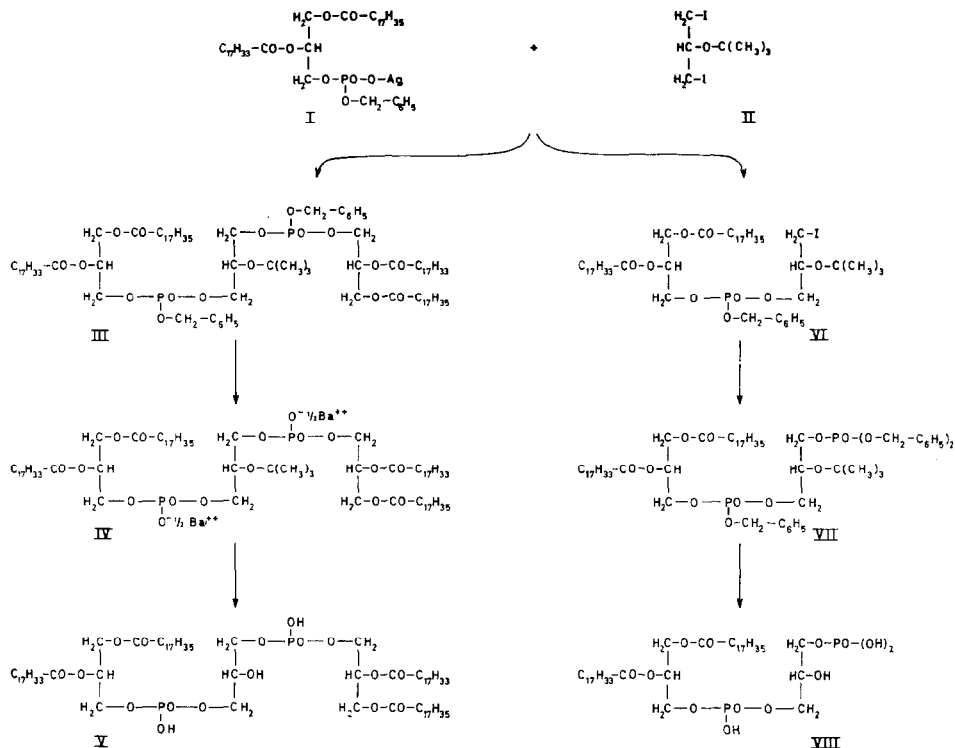 H2C-O-CO-C17H35
C17H33-CO-O-CH
H2C-O-PO-O-Ag
O-CH2-C6H5
I
+
H2C-I
HC-O-C(CH3)3
H2C-I
II
O-CH2-C6H5
H2C-O-CO-C17H35 H2C-O-PO-O-CH2
C17H33-CO-O-CH HC-O-C(CH3)3 HC-O-CO-C17H33
H2C-O-PO-O-CH2 H2C-O-CO-C17H35
O-CH2-C6H5
III
H2C-O-CO-C17H35 H2C-I
C17H33-CO-O-CH HC-O-C(CH3)3
H2C-O-PO-O-CH2
O-CH2-C6H5
VI
O- 1/2 Ba++
H2C-O-CO-C17H35 H2C-O-PO-O-CH2
C17H33-CO-O-CH HC-O-C(CH3)3 HC-O-CO-C17H33
H2C-O-PO-O-CH2 H2C-O-CO-C17H35
O- 1/2 Ba++
IV
H2C-O-CO-C17H35 H2C-O-PO-(O-CH2-C6H5)2
C17H33-CO-O-CH HC-O-C(CH3)3
H2C-O-PO-O-CH2
O-CH2-C6H5
VII
OH
H2C-O-CO-C17H35 H2C-O-PO-O-CH2
C17H33-CO-O-CH HC-OH HC-O-CO-C17H33
H2C-O-PO-O-CH2 H2C-O-CO-C17H35
OH
V
H2C-O-CO-C17H35 H2C-O-PO-(OH)2
C17H33-CO-O-CH HC-OH
H2C-O-PO-O-CH2
OH
VIII